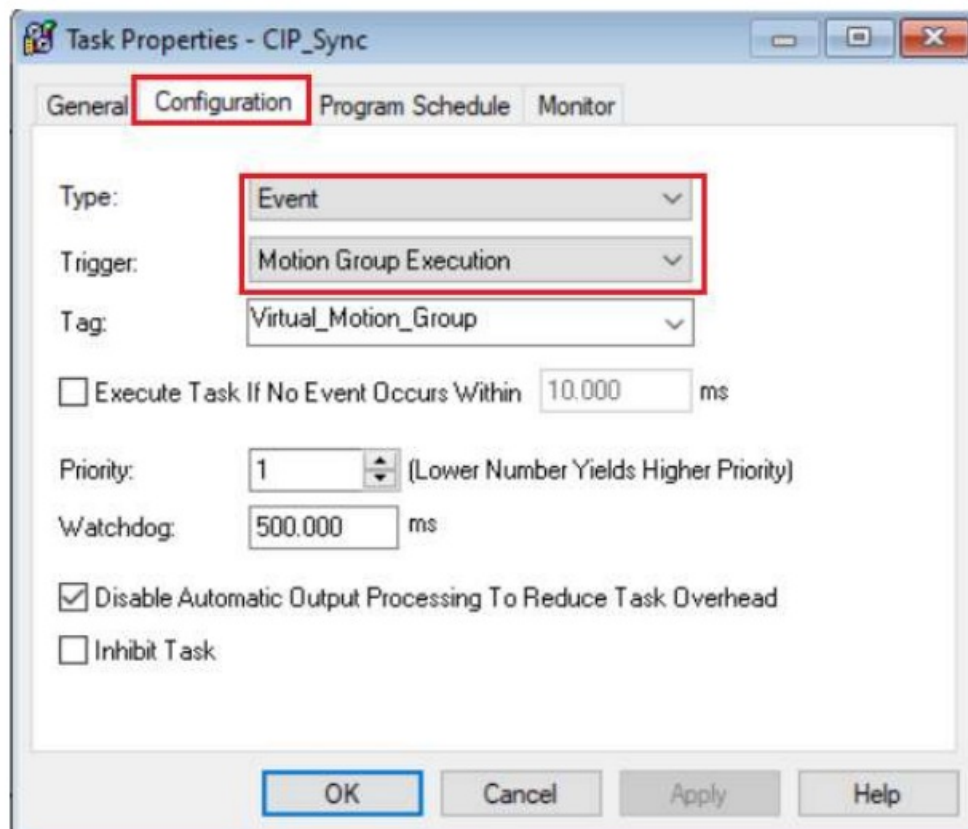 Task Properties - CIP_Sync
General Configuration Program Schedule Monitor
Type: Event
Trigger: Motion Group Execution
Tag: Virtual_Motion_Group
Execute Task If No Event Occurs Within 10.000 ms
Priority: 1 (Lower Number Yields Higher Priority)
Watchdog: 500.000 ms
Disable Automatic Output Processing To Reduce Task Overhead
Inhibit Task
OK Cancel Apply Help